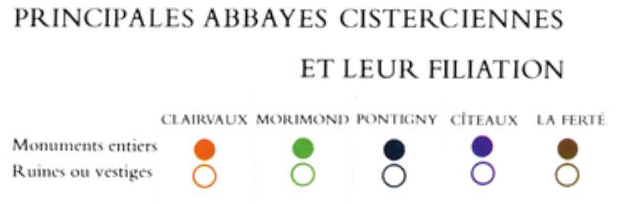 PRINCIPALES ABBAYES CISTERCIENNES
ET LEUR FILIATION
CLAIRVAUX MORIMOND PONTIGNY CÎTEAUX LA FERTÉ
Monuments entiers
Ruines ou vestiges